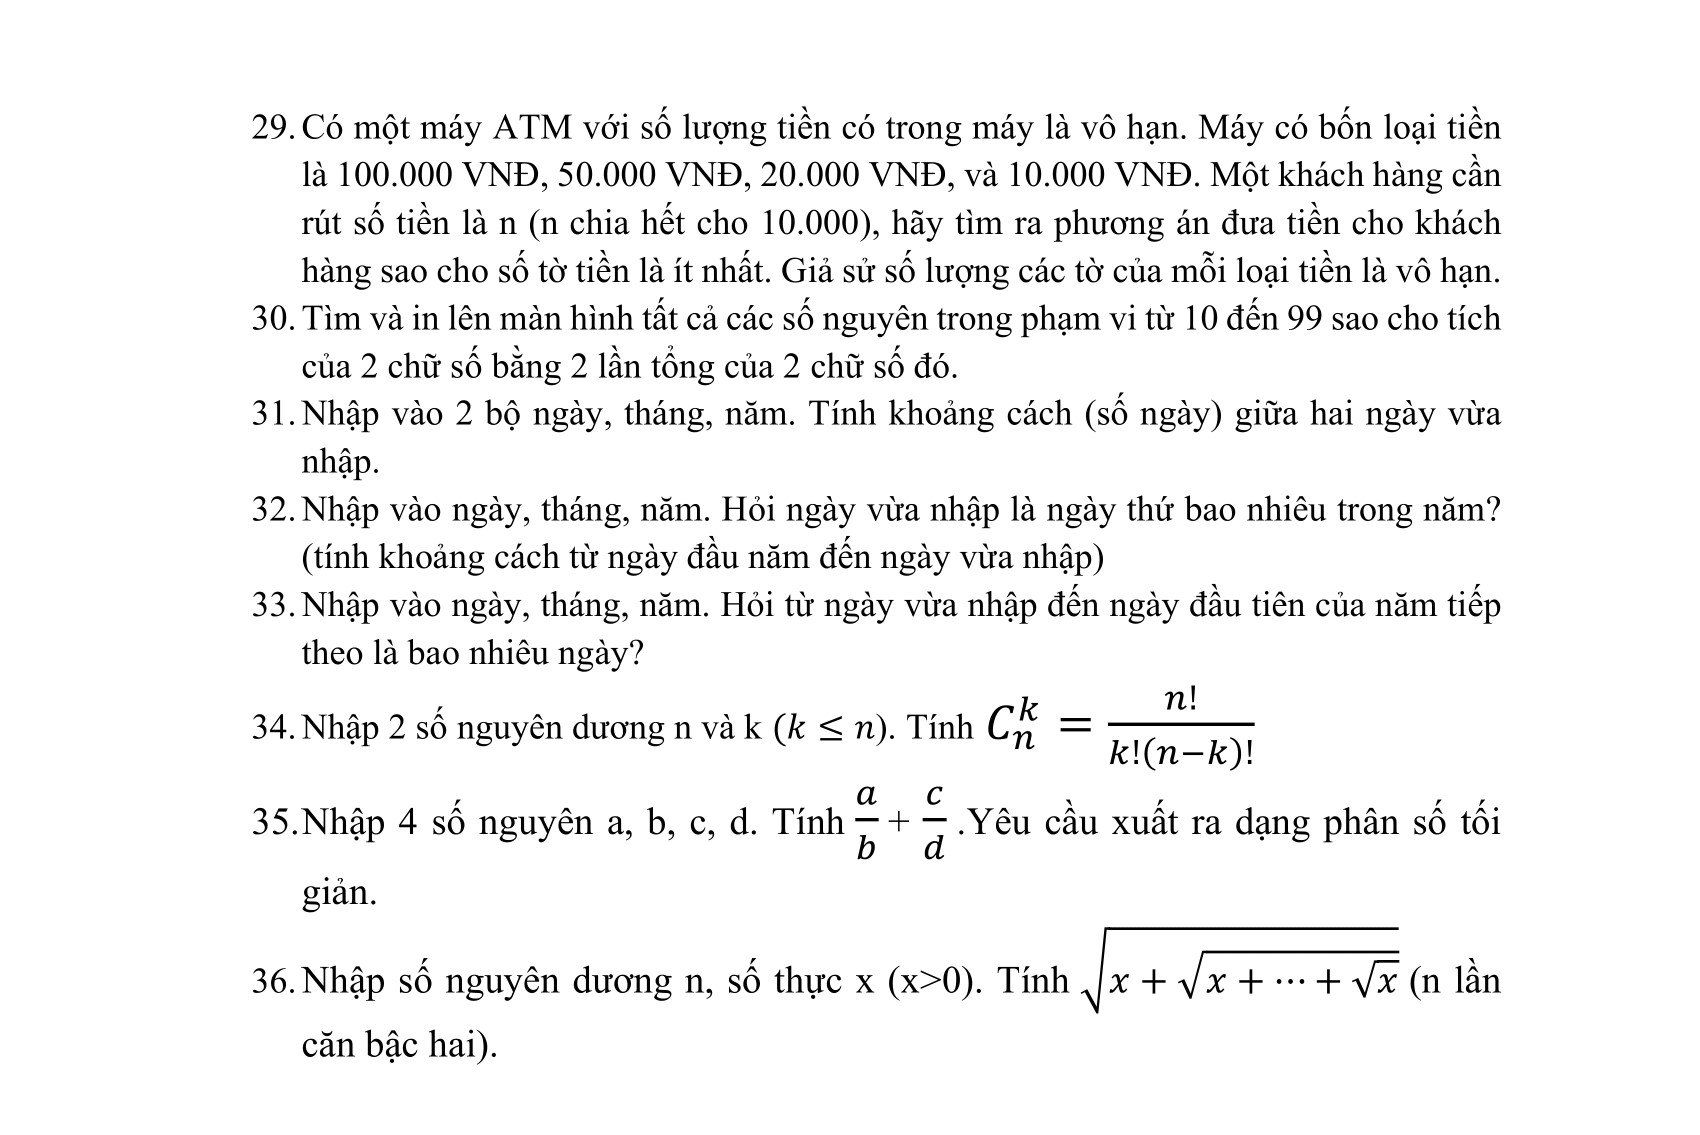 29. Có một máy ATM với số lượng tiền có trong máy là vô hạn. Máy có bốn loại tiền
là 100.000 VNĐ, 50.000 VNĐ, 20.000 VNĐ, và 10.000 VNĐ. Một khách hàng cần
rút số tiền là n (n chia hết cho 10.000), hãy tìm ra phương án đưa tiền cho khách
hàng sao cho số tờ tiền là ít nhất. Giả sử số lượng các tờ của mỗi loại tiền là vô hạn.
30. Tìm và in lên màn hình tất cả các số nguyên trong phạm vi từ 10 đến 99 sao cho tích
của 2 chữ số bằng 2 lần tổng của 2 chữ số đó.
31. Nhập vào 2 bộ ngày, tháng, năm. Tính khoảng cách (số ngày) giữa hai ngày vừa
nhập.
32. Nhập vào ngày, tháng, năm. Hỏi ngày vừa nhập là ngày thứ bao nhiêu trong năm?
(tính khoảng cách từ ngày đầu năm đến ngày vừa nhập)
33. Nhập vào ngày, tháng, năm. Hỏi từ ngày vừa nhập đến ngày đầu tiên của năm tiếp
theo là bao nhiêu ngày?
34. Nhập 2 số nguyên dương n và k (k ≤ n). Tính $C_n^k = \frac{n!}{k!(n-k)!}$
35. Nhập 4 số nguyên a, b, c, d. Tính $\frac{a}{b} + \frac{c}{d}$ .Yêu cầu xuất ra dạng phân số tối
giản.
36. Nhập số nguyên dương n, số thực x (x>0). Tính $\sqrt{x + \sqrt{x + \cdots + \sqrt{x}}}$ (n lần
căn bậc hai).